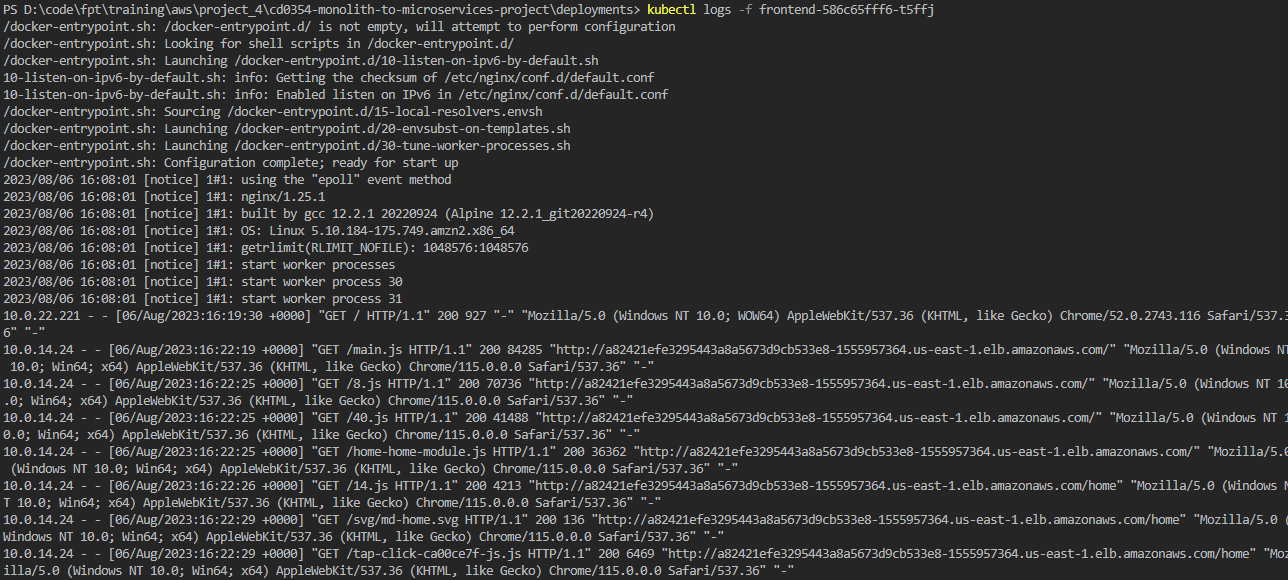 PS D:\code\fpt\training\aws\project_4\cd0354-monolith-to-microservices-project\deployments> kubectl logs -f frontend-586c65fff6-t5ffj
/docker-entrypoint.sh: /docker-entrypoint.d/ is not empty, will attempt to perform configuration
/docker-entrypoint.sh: Looking for shell scripts in /docker-entrypoint.d/
/docker-entrypoint.sh: Launching /docker-entrypoint.d/10-listen-on-ipv6-by-default.sh
10-listen-on-ipv6-by-default.sh: info: Getting the checksum of /etc/nginx/conf.d/default.conf
10-listen-on-ipv6-by-default.sh: info: Enabled listen on IPv6 in /etc/nginx/conf.d/default.conf
/docker-entrypoint.sh: Sourcing /docker-entrypoint.d/15-local-resolvers.envsh
/docker-entrypoint.sh: Launching /docker-entrypoint.d/20-envsubst-on-templates.sh
/docker-entrypoint.sh: Launching /docker-entrypoint.d/30-tune-worker-processes.sh
/docker-entrypoint.sh: Configuration complete; ready for start up
2023/08/06 16:08:01 [notice] 1#1: using the "epoll" event method
2023/08/06 16:08:01 [notice] 1#1: nginx/1.25.1
2023/08/06 16:08:01 [notice] 1#1: built by gcc 12.2.1 20220924 (Alpine 12.2.1_git20220924-r4)
2023/08/06 16:08:01 [notice] 1#1: OS: Linux 5.10.184-175.749.amzn2.x86_64
2023/08/06 16:08:01 [notice] 1#1: getrlimit(RLIMIT_NOFILE): 1048576:1048576
2023/08/06 16:08:01 [notice] 1#1: start worker processes
2023/08/06 16:08:01 [notice] 1#1: start worker process 30
2023/08/06 16:08:01 [notice] 1#1: start worker process 31
10.0.22.221 - - [06/Aug/2023:16:19:30 +0000] "GET / HTTP/1.1" 200 927 "-" "Mozilla/5.0 (Windows NT 10.0; WOW64) AppleWebKit/537.36 (KHTML, like Gecko) Chrome/52.0.2743.116 Safari/537.3
6" "-"
10.0.14.24 - - [06/Aug/2023:16:22:19 +0000] "GET /main.js HTTP/1.1" 200 84285 "http://a82421efe3295443a8a5673d9cb533e8-1555957364.us-east-1.elb.amazonaws.com/" "Mozilla/5.0 (Windows NT
10.0; Win64; x64) AppleWebKit/537.36 (KHTML, like Gecko) Chrome/115.0.0.0 Safari/537.36" "-"
10.0.14.24 - - [06/Aug/2023:16:22:25 +0000] "GET /8.js HTTP/1.1" 200 70736 "http://a82421efe3295443a8a5673d9cb533e8-1555957364.us-east-1.elb.amazonaws.com/" "Mozilla/5.0 (Windows NT 10
.0; Win64; x64) AppleWebKit/537.36 (KHTML, like Gecko) Chrome/115.0.0.0 Safari/537.36" "-"
10.0.14.24 - - [06/Aug/2023:16:22:25 +0000] "GET /40.js HTTP/1.1" 200 41488 "http://a82421efe3295443a8a5673d9cb533e8-1555957364.us-east-1.elb.amazonaws.com/" "Mozilla/5.0 (Windows NT 1
0.0; Win64; x64) AppleWebKit/537.36 (KHTML, like Gecko) Chrome/115.0.0.0 Safari/537.36" "-"
10.0.14.24 - - [06/Aug/2023:16:22:25 +0000] "GET /home-home-module.js HTTP/1.1" 200 36362 "http://a82421efe3295443a8a5673d9cb533e8-1555957364.us-east-1.elb.amazonaws.com/" "Mozilla/5.0
(Windows NT 10.0; Win64; x64) AppleWebKit/537.36 (KHTML, like Gecko) Chrome/115.0.0.0 Safari/537.36" "-"
10.0.14.24 - - [06/Aug/2023:16:22:26 +0000] "GET /14.js HTTP/1.1" 200 4213 "http://a82421efe3295443a8a5673d9cb533e8-1555957364.us-east-1.elb.amazonaws.com/home" "Mozilla/5.0 (Windows N
T 10.0; Win64; x64) AppleWebKit/537.36 (KHTML, like Gecko) Chrome/115.0.0.0 Safari/537.36" "-"
10.0.14.24 - - [06/Aug/2023:16:22:29 +0000] "GET /svg/md-home.svg HTTP/1.1" 200 136 "http://a82421efe3295443a8a5673d9cb533e8-1555957364.us-east-1.elb.amazonaws.com/home" "Mozilla/5.0 (
Windows NT 10.0; Win64; x64) AppleWebKit/537.36 (KHTML, like Gecko) Chrome/115.0.0.0 Safari/537.36" "-"
10.0.14.24 - - [06/Aug/2023:16:22:29 +0000] "GET /tap-click-ca00ce7f-js.js HTTP/1.1" 200 6469 "http://a82421efe3295443a8a5673d9cb533e8-1555957364.us-east-1.elb.amazonaws.com/home" "Moz
illa/5.0 (Windows NT 10.0; Win64; x64) AppleWebKit/537.36 (KHTML, like Gecko) Chrome/115.0.0.0 Safari/537.36" "-"